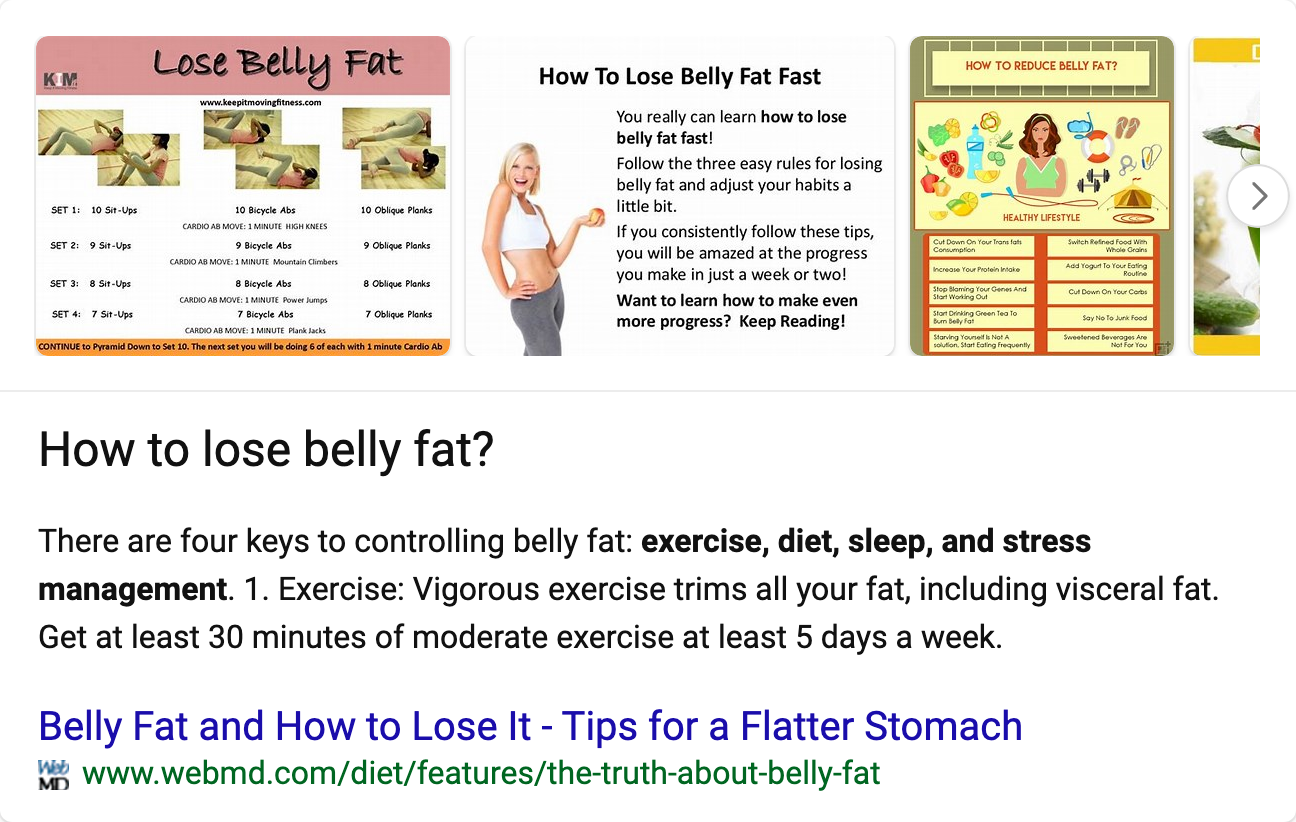 Lose Belly Fat
KIM
www.keepitmovingfitness.com
SET 1: 10 Sit-Ups 10 Bicycle Abs 10 Oblique Planks
CARDIO AB MOVE: 1 MINUTE HIGH KNEES
SET 2: 9 Sit-Ups 9 Bicycle Abs 9 Oblique Planks
CARDIO AB MOVE: 1 MINUTE Mountain Climbers
SET 3: 8 Sit-Ups 8 Bicycle Abs 8 Oblique Planks
CARDIO AB MOVE: 1 MINUTE Power Jumps
SET 4: 7 Sit-Ups 7 Bicycle Abs 7 Oblique Planks
CARDIO AB MOVE: 1 MINUTE Plank Jacks
CONTINUE to Pyramid Down to Set 10. The next set you will be doing 6 of each with 1 minute Cardio Ab
How To Lose Belly Fat Fast
You really can learn how to lose
belly fat fast!
Follow the three easy rules for losing
belly fat and adjust your habits a
little bit.
If you consistently follow these tips,
you will be amazed at the progress
you make in just a week or two!
Want to learn how to make even
more progress? Keep Reading!
HOW TO REDUCE BELLY FAT?
HEALTHY LIFESTYLE
Cut Down On Your Trans fats
Consumption
Increase Your Protein Intake
Stop Blaming Your Genes And
Start Working Out
Start Drinking Green Tea To
Burn Belly Fat
Starving Yourself Is Not A
solution, Start Eating Frequently
Switch Refined Food With
Whole Grains
Add Yogurt To Your Eating
Routine
Cut Down On Your Carbs
Say No To Junk Food
Sweetened Beverages Are
Not For You
How to lose belly fat?
There are four keys to controlling belly fat: exercise, diet, sleep, and stress
management. 1. Exercise: Vigorous exercise trims all your fat, including visceral fat.
Get at least 30 minutes of moderate exercise at least 5 days a week.
Belly Fat and How to Lose It - Tips for a Flatter Stomach
Web
MD
www.webmd.com/diet/features/the-truth-about-belly-fat